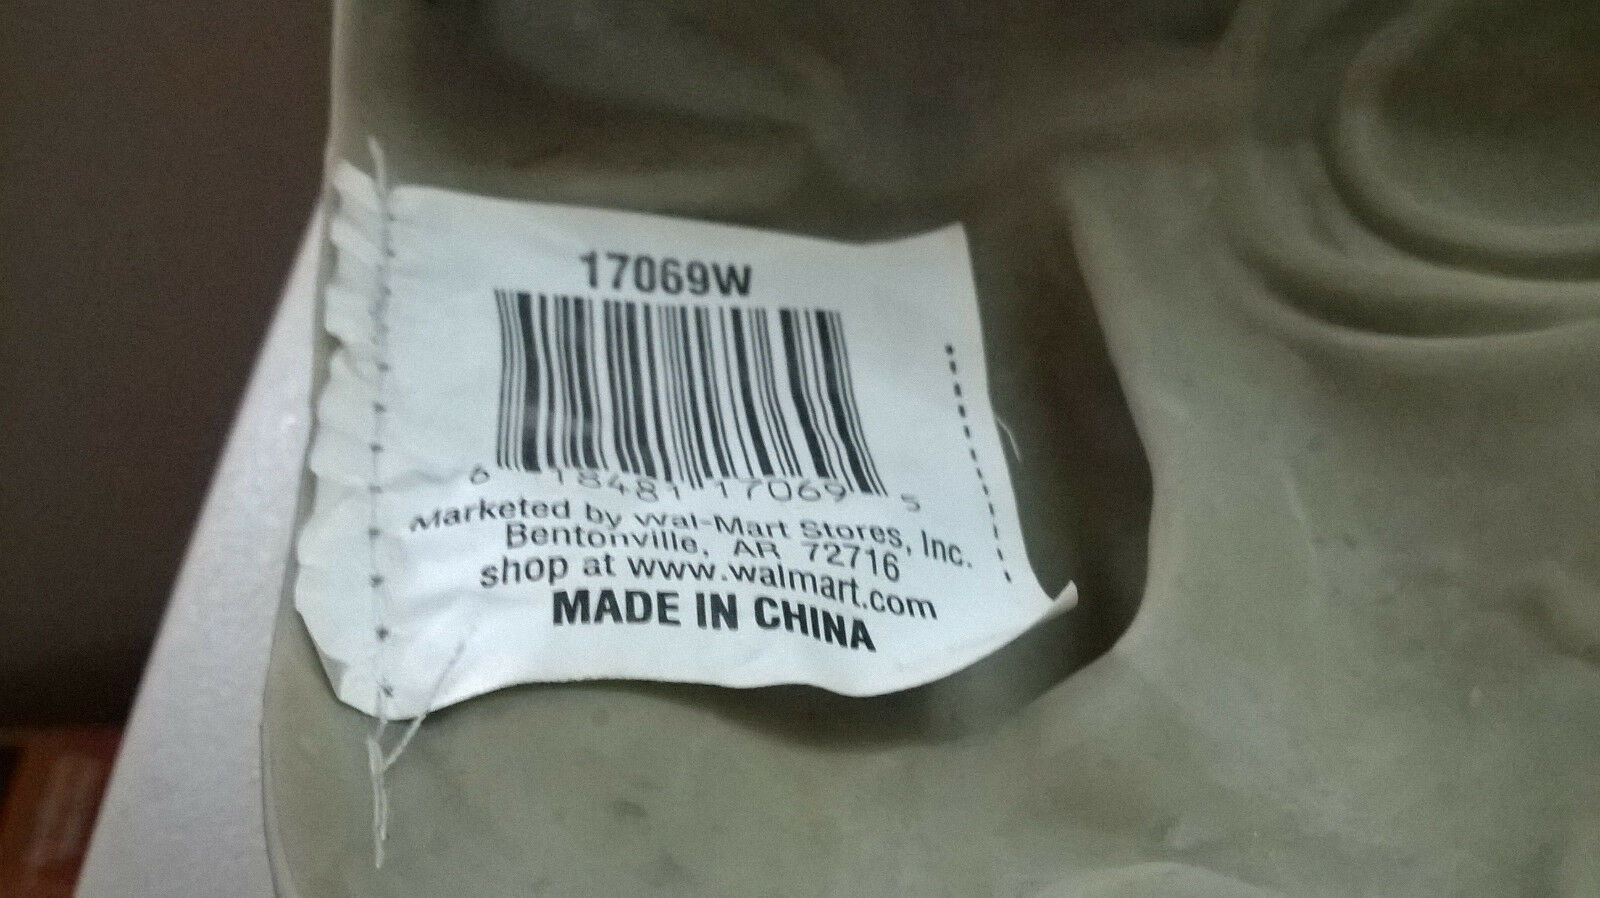 17069W
6 18481 17069 5
Marketed by Wal-Mart Stores, Inc.
Bentonville, AR 72716
shop at www.walmart.com
MADE IN CHINA